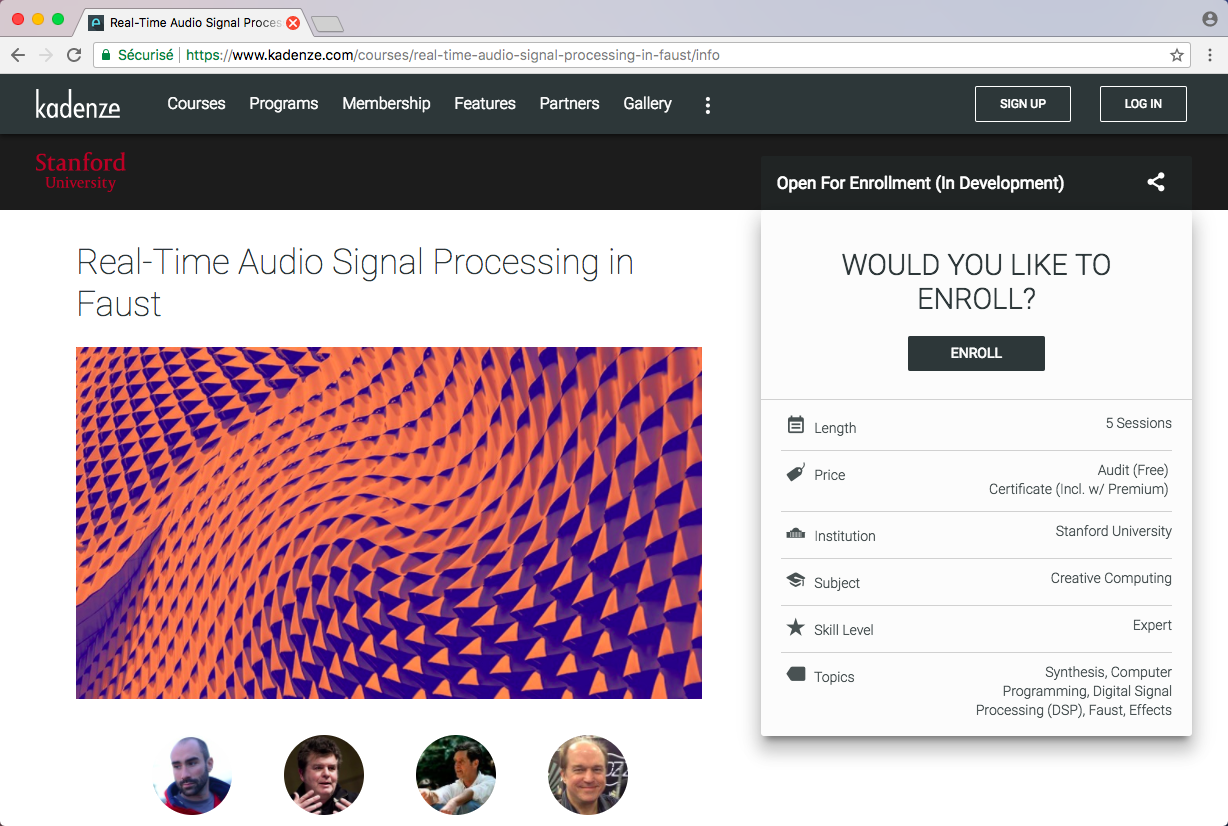 Real-Time Audio Signal Proces
Sécurisé https://www.kadenze.com/courses/real-time-audio-signal-processing-in-faust/info
kadenze Courses Programs Membership Features Partners Gallery SIGN UP LOG IN
Stanford
University
Open For Enrollment (In Development)
Real-Time Audio Signal Processing in
Faust
WOULD YOU LIKE TO
ENROLL?
ENROLL
Length 5 Sessions
Price Audit (Free)
Certificate (Incl. w/ Premium)
Institution Stanford University
Subject Creative Computing
Skill Level Expert
Topics Synthesis, Computer
Programming, Digital Signal
Processing (DSP), Faust, Effects